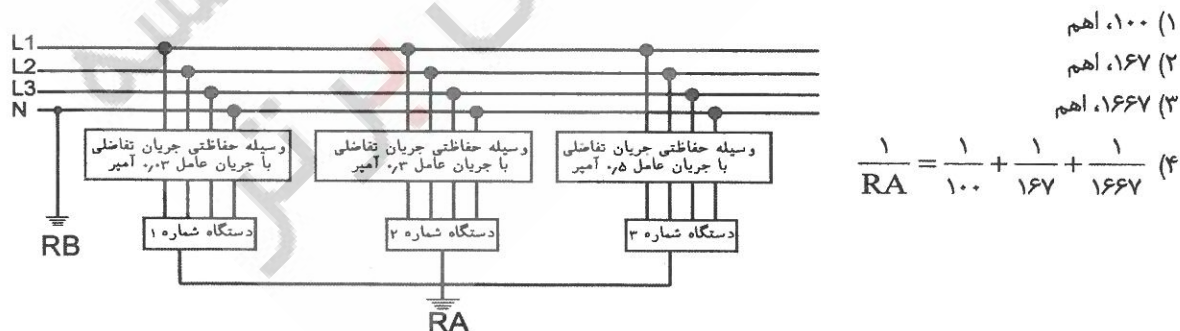 ۱) ۱۰۰، اهم
۲) ۱۶۷، اهم
۳) ۱۶۶۷، اهم
۴) ۱/RA = ۱/۱۰۰ + ۱/۱۶۷ + ۱/۱۶۶۷
L1
L2
L3
N
وسیله حفاظتی جریان تفاضلی
با جریان عامل ۰٫۰۳ آمپر
وسیله حفاظتی جریان تفاضلی
با جریان عامل ۰٫۳ آمپر
وسیله حفاظتی جریان تفاضلی
با جریان عامل ۰٫۵ آمپر
دستگاه شماره ۱
دستگاه شماره ۲
دستگاه شماره ۳
RB
RA